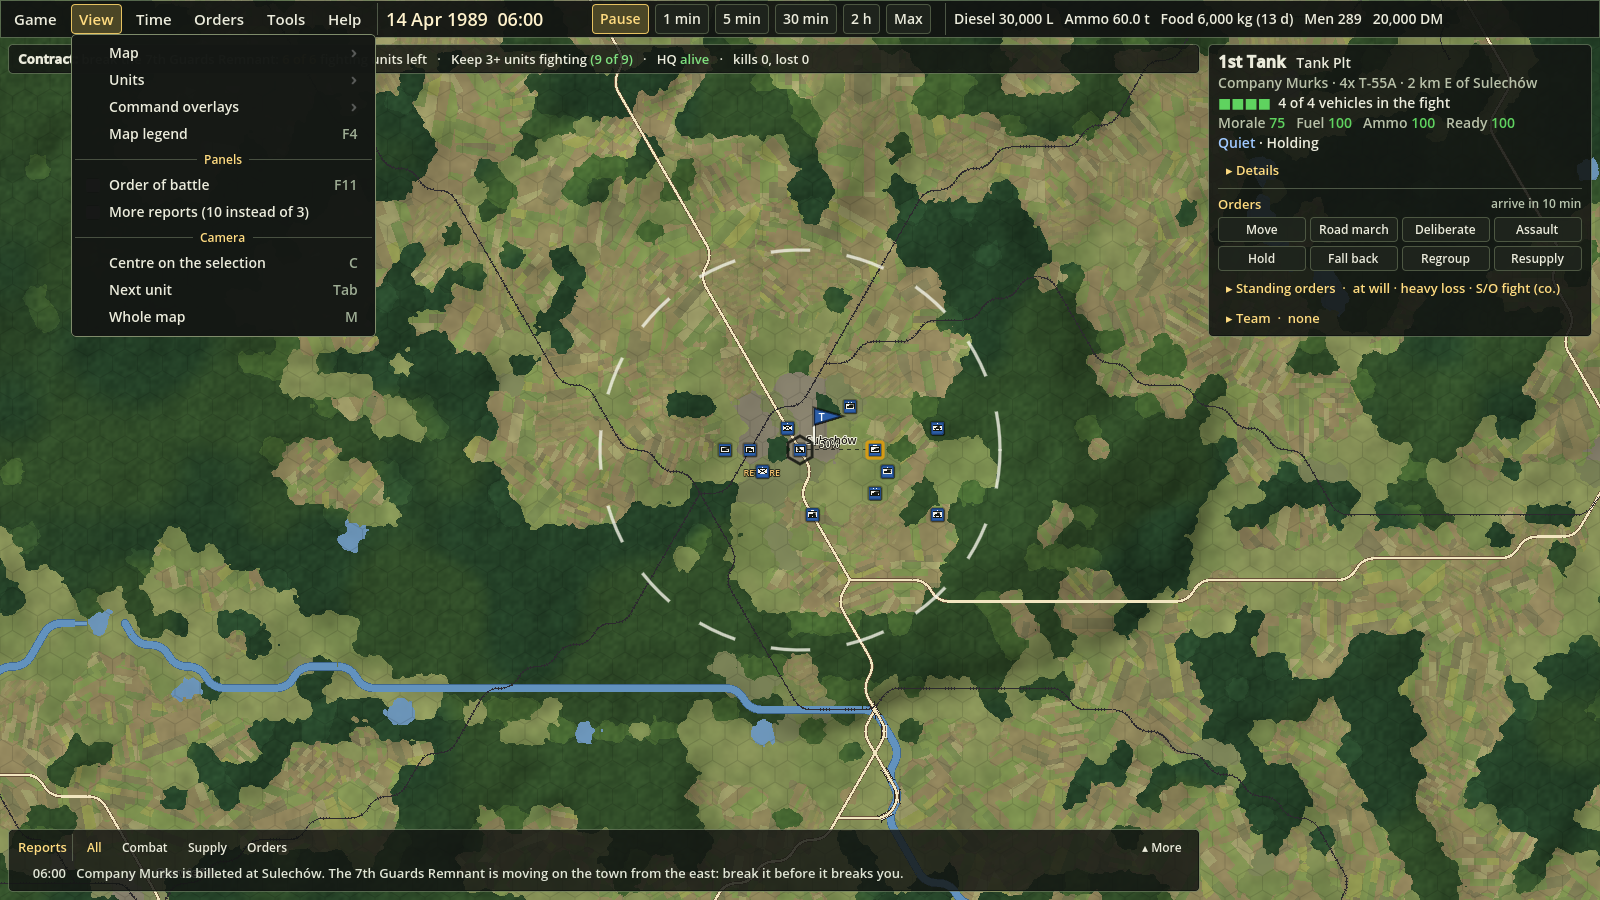 Game View Time Orders Tools Help 14 Apr 1989 06:00 Pause 1 min 5 min 30 min 2 h Max Diesel 30,000 L Ammo 60.0 t Food 6,000 kg (13 d) Men 289 20,000 DM
Contract units left · Keep 3+ units fighting (9 of 9) · HQ alive · kills 0, lost 0
Map ›
Units ›
Command overlays ›
Map legend F4
Panels
Order of battle F11
More reports (10 instead of 3)
Camera
Centre on the selection C
Next unit Tab
Whole map M
1st Tank Tank Plt
Company Murks · 4x T-55A · 2 km E of Sulechów
4 of 4 vehicles in the fight
Morale 75 Fuel 100 Ammo 100 Ready 100
Quiet · Holding
▸ Details
Orders arrive in 10 min
Move Road march Deliberate Assault
Hold Fall back Regroup Resupply
▸ Standing orders · at will · heavy loss · S/O fight (co.)
▸ Team · none
T
Sulechów
RE RE
Reports All Combat Supply Orders ▴ More
06:00 Company Murks is billeted at Sulechów. The 7th Guards Remnant is moving on the town from the east: break it before it breaks you.